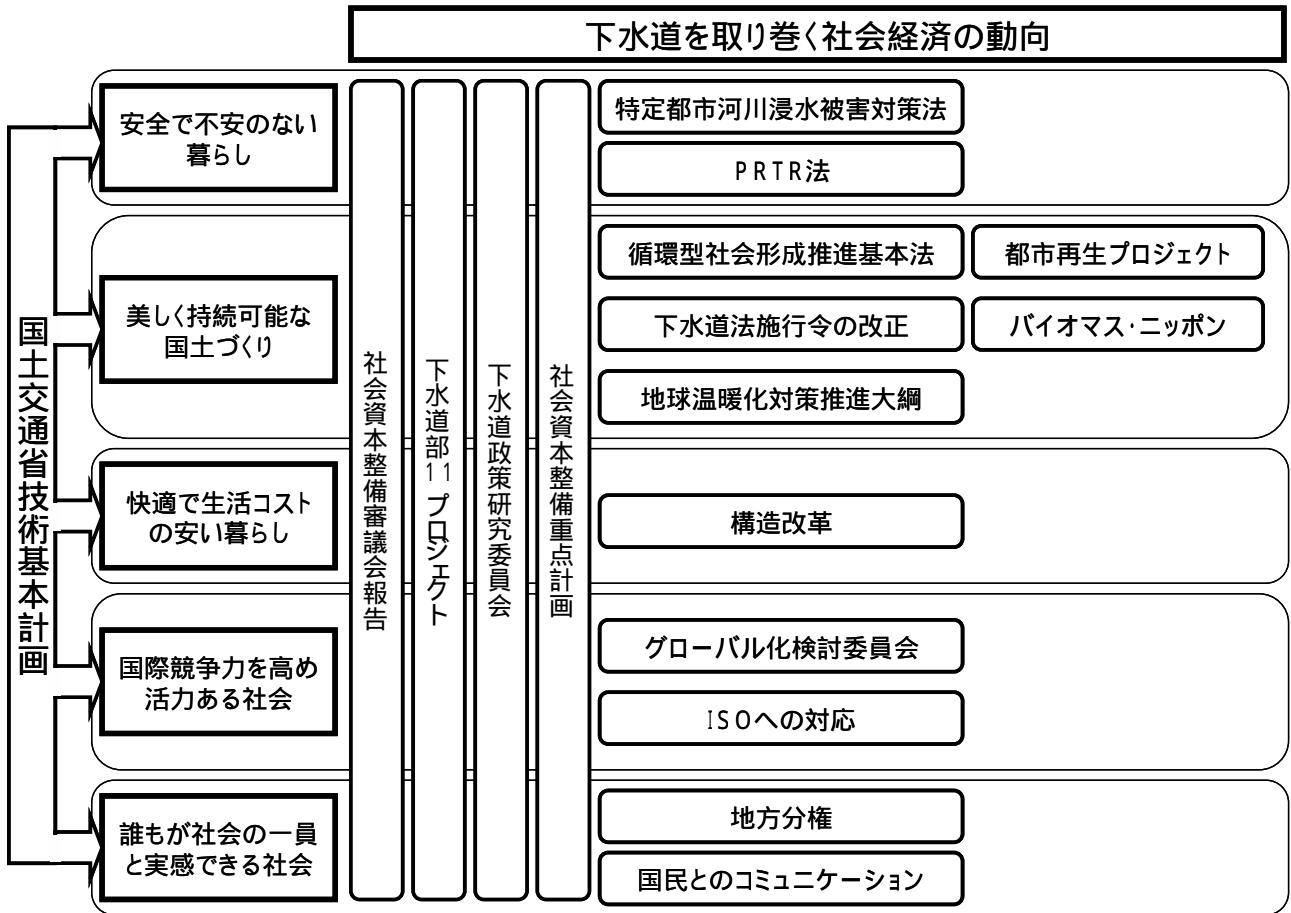 下水道を取り巻く社会経済の動向
国土交通省技術基本計画
安全で不安のない
暮らし
美しく持続可能な
国土づくり
快適で生活コスト
の安い暮らし
国際競争力を高め
活力ある社会
誰もが社会の一員
と実感できる社会
社会資本整備審議会報告
下水道部11プロジェクト
下水道政策研究委員会
社会資本整備重点計画
特定都市河川浸水被害対策法
PRTR法
循環型社会形成推進基本法
都市再生プロジェクト
下水道法施行令の改正
バイオマス・ニッポン
地球温暖化対策推進大綱
構造改革
グローバル化検討委員会
ISOへの対応
地方分権
国民とのコミュニケーション